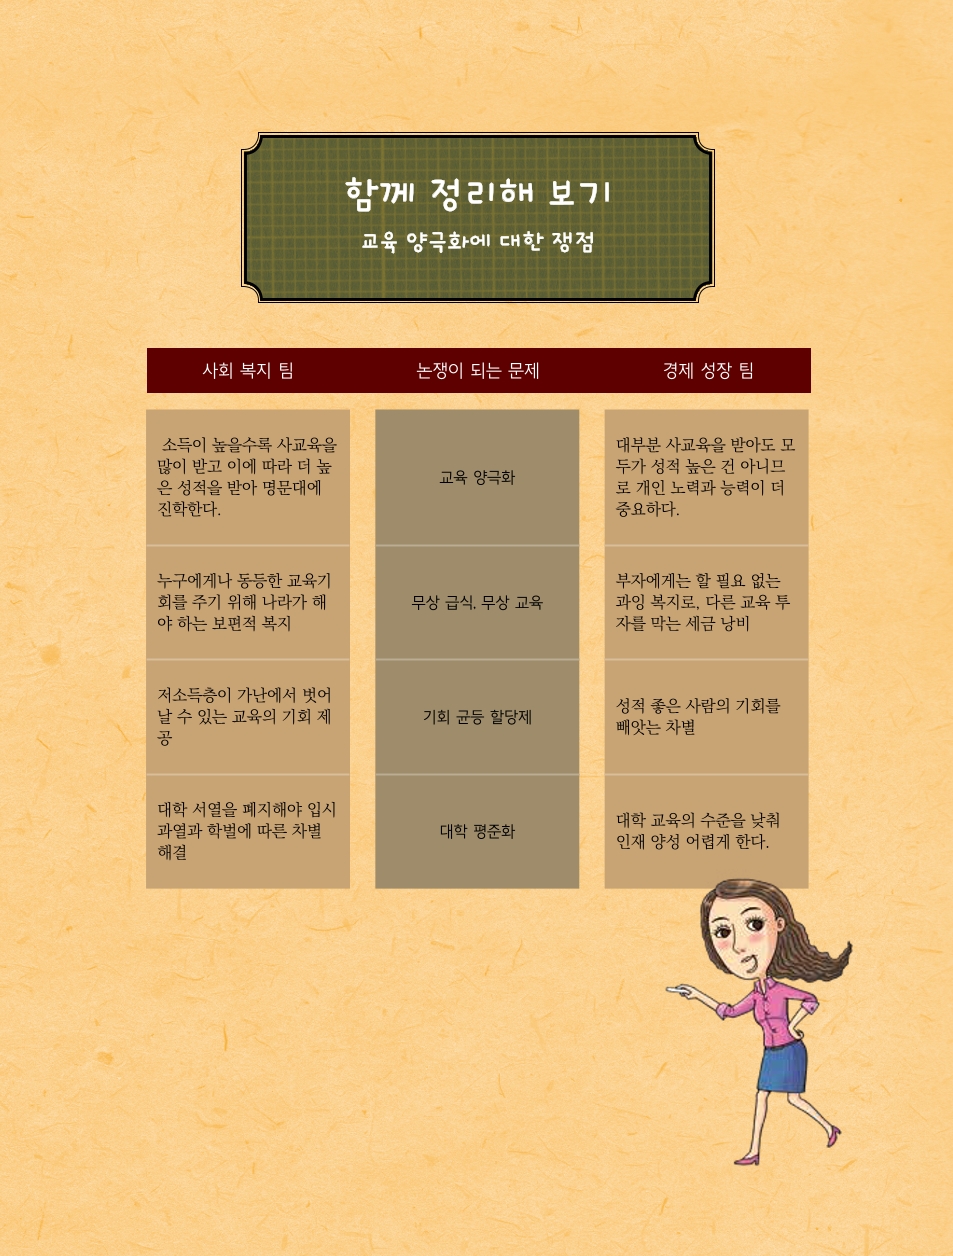 함께 정리해 보기
교육 양극화에 대한 쟁점
사회 복지 팀
논쟁이 되는 문제
경제 성장 팀
소득이 높을수록 사교육을
많이 받고 이에 따라 더 높
은 성적을 받아 명문대에
진학한다.
교육 양극화
대부분 사교육을 받아도 모
두가 성적 높은 건 아니므
로 개인 노력과 능력이 더
중요하다.
누구에게나 동등한 교육기
회를 주기 위해 나라가 해
야 하는 보편적 복지
무상 급식, 무상 교육
부자에게는 할 필요 없는
과잉 복지로, 다른 교육 투
자를 막는 세금 낭비
저소득층이 가난에서 벗어
날 수 있는 교육의 기회 제
공
기회 균등 할당제
성적 좋은 사람의 기회를
빼앗는 차별
대학 서열을 폐지해야 입시
과열과 학벌에 따른 차별
해결
대학 평준화
대학 교육의 수준을 낮춰
인재 양성 어렵게 한다.